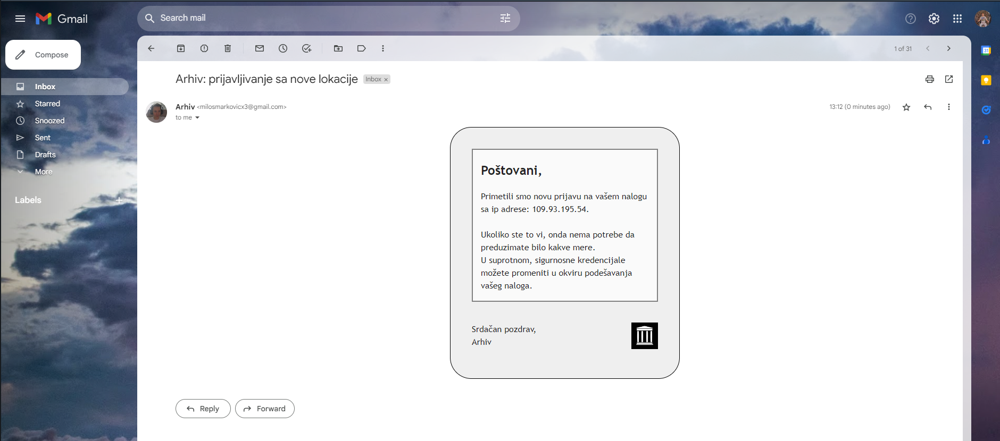 Gmail
Search mail
Compose
1 of 31
Inbox
Starred
Snoozed
Sent
Drafts
More
Labels
Arhiv: prijavljivanje sa nove lokacije
Inbox x
Arhiv <milosmarkovicx3@gmail.com>
13:12 (0 minutes ago)
to me
Poštovani,
Primetili smo novu prijavu na vašem nalogu
sa ip adrese: 109.93.195.54.
Ukoliko ste to vi, onda nema potrebe da
preduzimate bilo kakve mere.
U suprotnom, sigurnosne kredencijale
možete promeniti u okviru podešavanja
vašeg naloga.
Srdačan pozdrav,
Arhiv
Reply
Forward
31